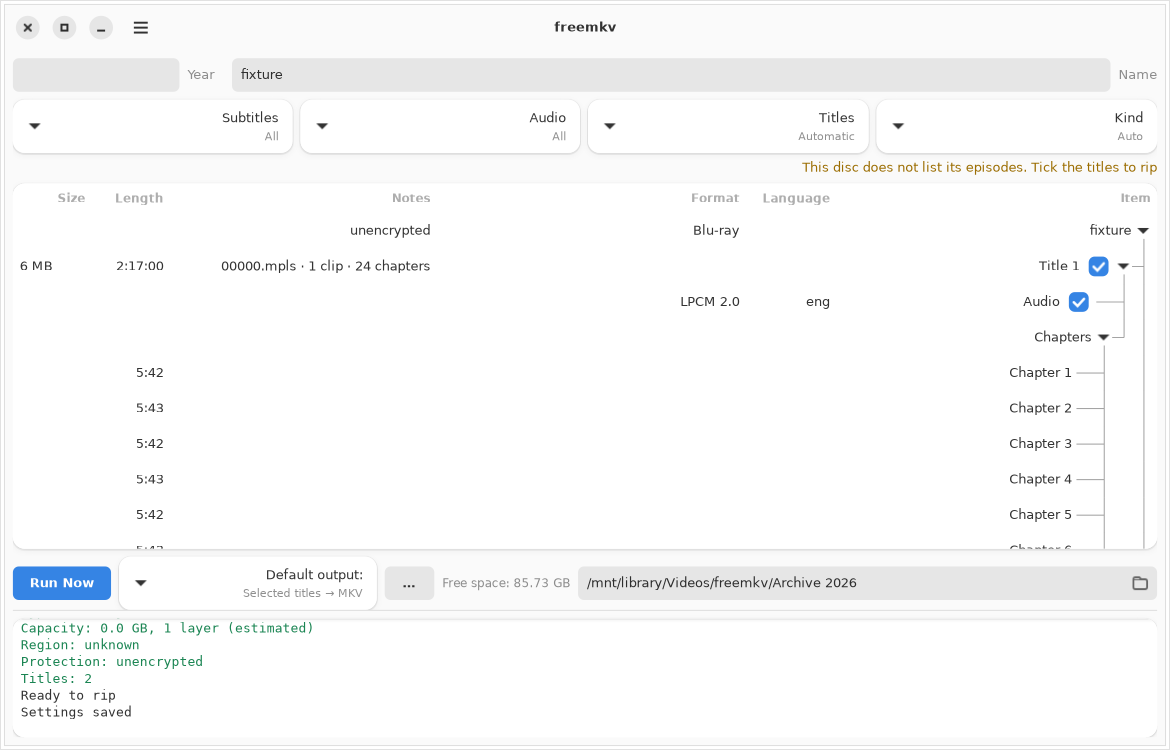 freemkv
Year
fixture
Name
Subtitles
All
Audio
All
Titles
Automatic
Kind
Auto
This disc does not list its episodes. Tick the titles to rip
Size Length Notes Format Language Item
unencrypted Blu-ray fixture
6 MB 2:17:00 00000.mpls · 1 clip · 24 chapters Title 1
LPCM 2.0 eng Audio
Chapters
5:42 Chapter 1
5:43 Chapter 2
5:42 Chapter 3
5:43 Chapter 4
5:42 Chapter 5
Run Now
Default output:
Selected titles → MKV
...
Free space: 85.73 GB
/mnt/library/Videos/freemkv/Archive 2026
Capacity: 0.0 GB, 1 layer (estimated)
Region: unknown
Protection: unencrypted
Titles: 2
Ready to rip
Settings saved